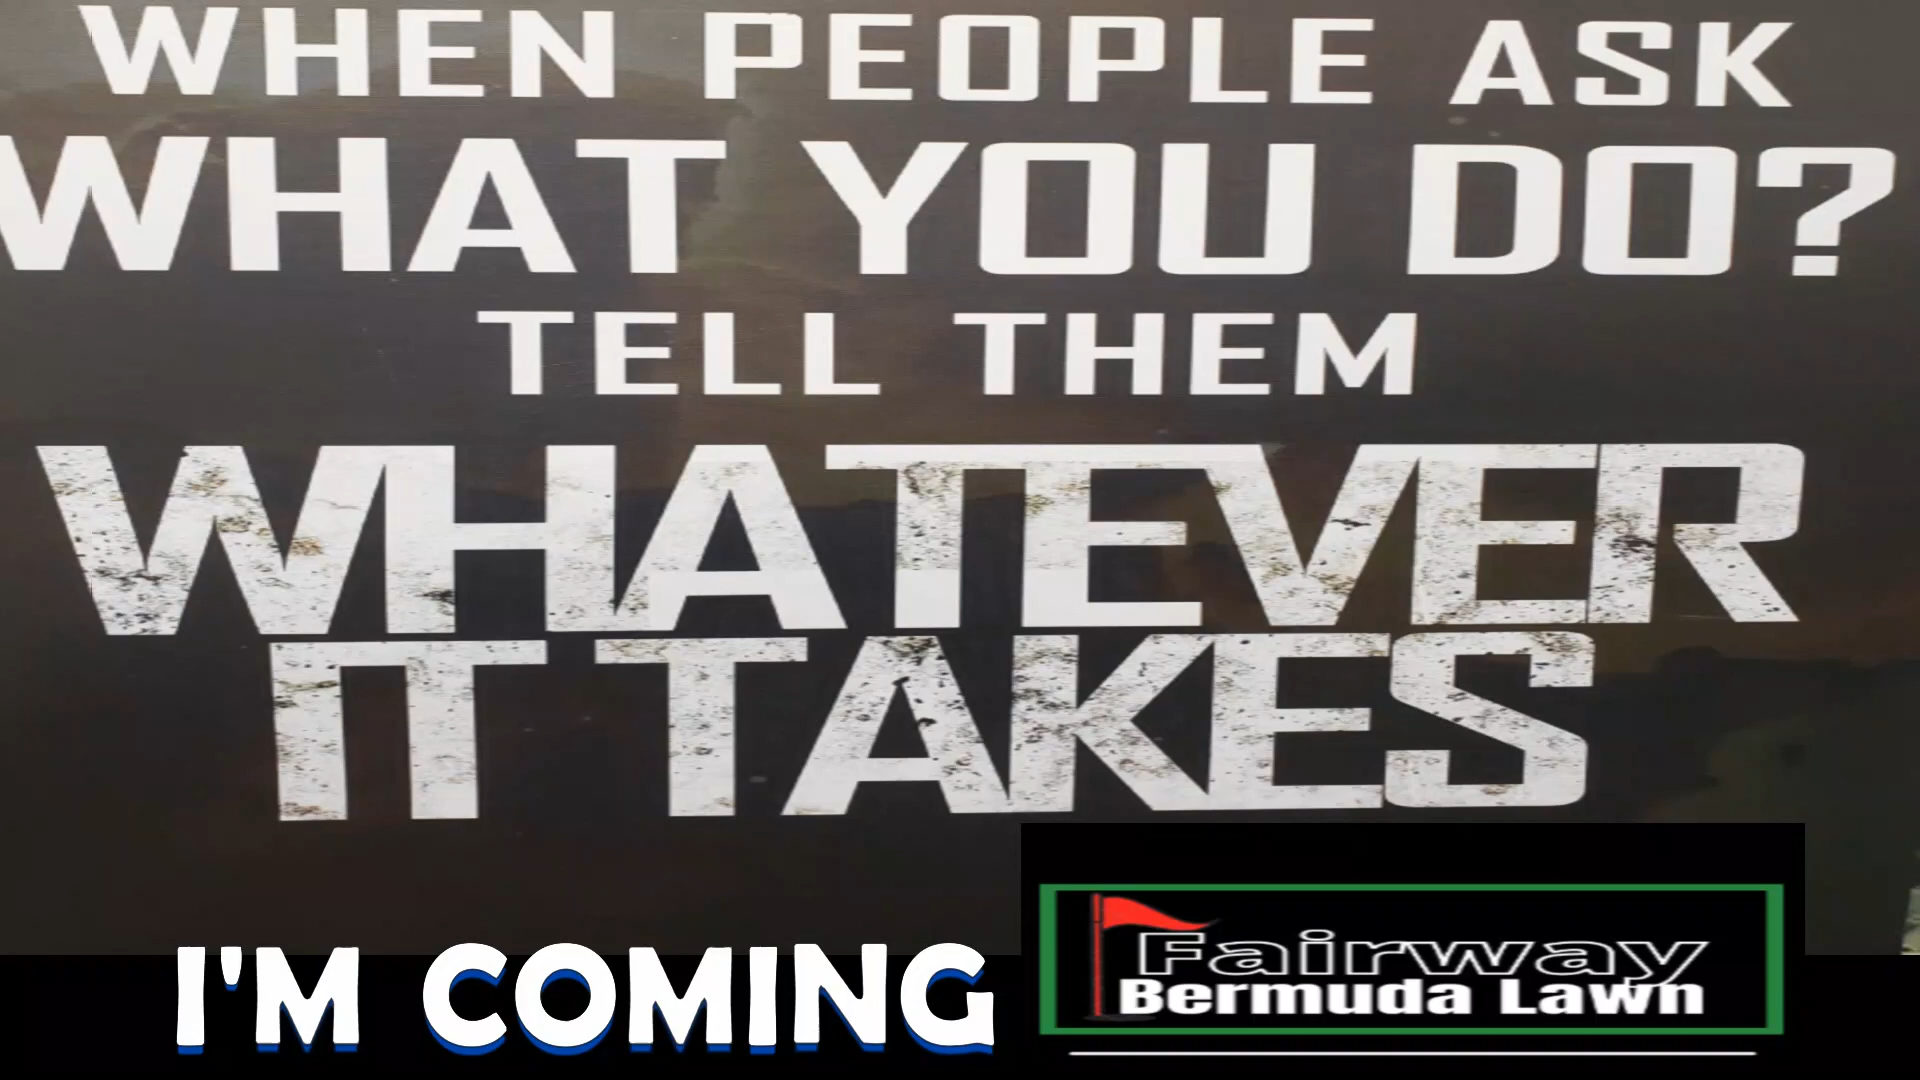 WHEN PEOPLE ASK
WHAT YOU DO?
TELL THEM
WHATEVER
IT TAKES
I'M COMING
Fairway
Bermuda Lawn